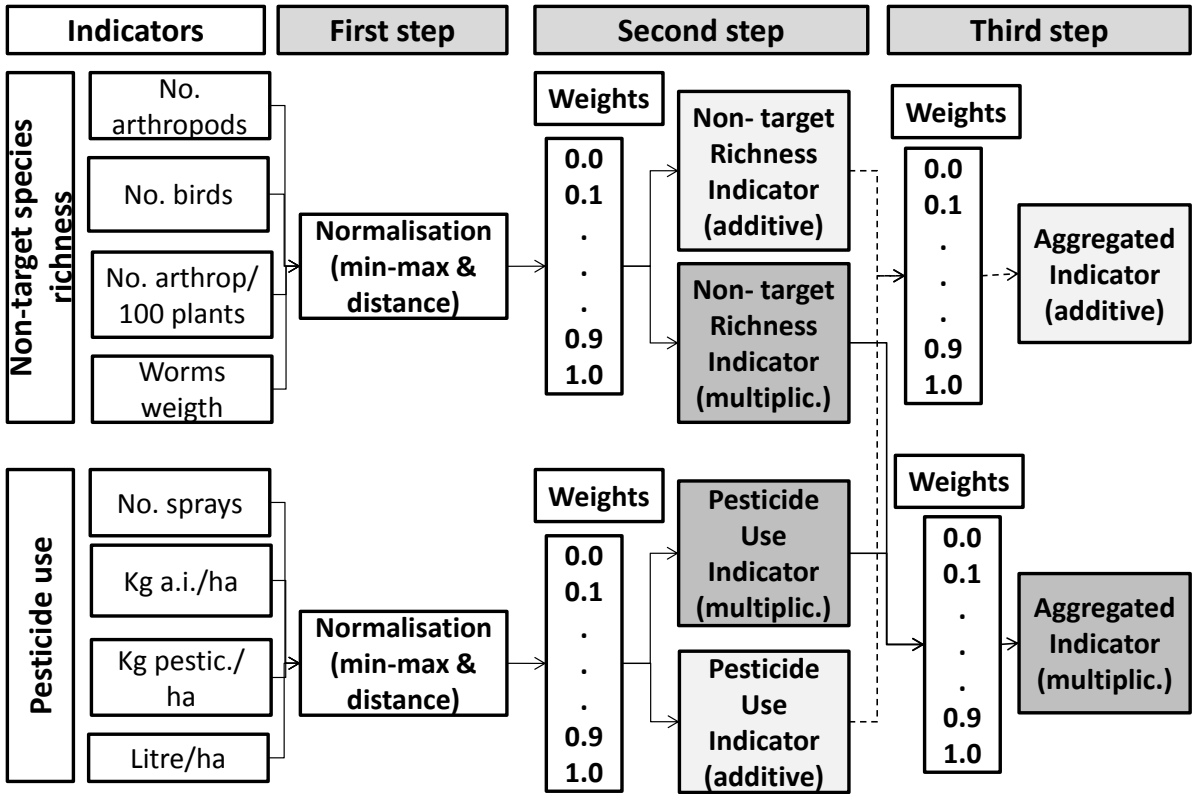 Indicators
First step
Second step
Third step
Non-target species
richness
No.
arthropods
No. birds
No. arthrop/
100 plants
Worms
weigth
Normalisation
(min-max &
distance)
Weights
0.0
0.1
.
.
.
0.9
1.0
Non- target
Richness
Indicator
(additive)
Non- target
Richness
Indicator
(multiplic.)
Weights
0.0
0.1
.
.
.
0.9
1.0
Aggregated
Indicator
(additive)
Pesticide use
No. sprays
Kg a.i./ha
Kg pestic./
ha
Litre/ha
Normalisation
(min-max &
distance)
Weights
0.0
0.1
.
.
.
0.9
1.0
Pesticide
Use
Indicator
(multiplic.)
Pesticide
Use
Indicator
(additive)
Weights
0.0
0.1
.
.
.
0.9
1.0
Aggregated
Indicator
(multiplic.)